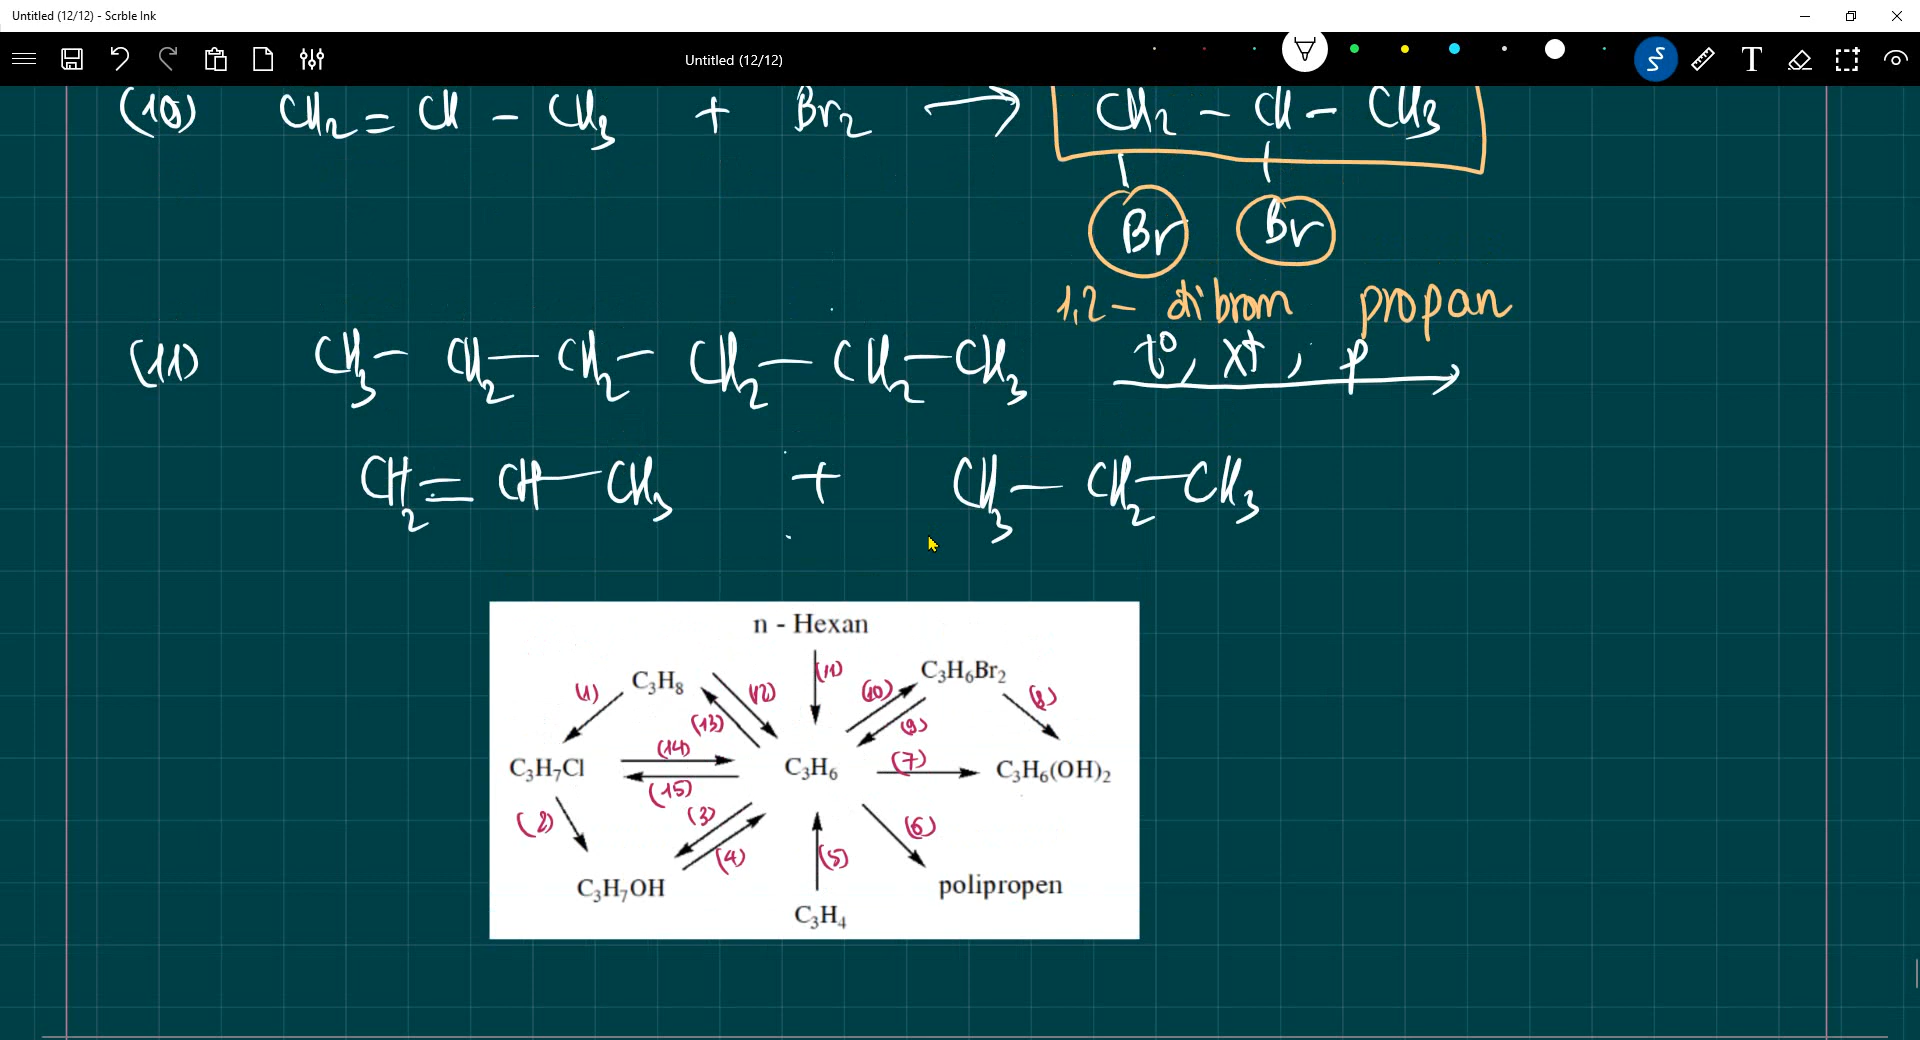 Untitled (12/12) - Scrble Ink
Untitled (12/12)
T
(10) CH₂ = CH - CH₃ + Br₂ ⟶ CH₂ - CH - CH₃
Br Br
1,2 - dibrom propan
(11) CH₃ - CH₂ - CH₂ - CH₂ - CH₂ - CH₃ t⁰, xt, p ⟶
CH₂ = CH - CH₃ + CH₃ - CH₂ - CH₃
n - Hexan
(1) C₃H₈ (12) (11) (10) C₃H₆Br₂ (8)
(13) (9)
(14) (7)
C₃H₇Cl C₃H₆ C₃H₆(OH)₂
(15)
(2) (3) (6)
(4) (5)
C₃H₇OH polipropen
C₃H₄